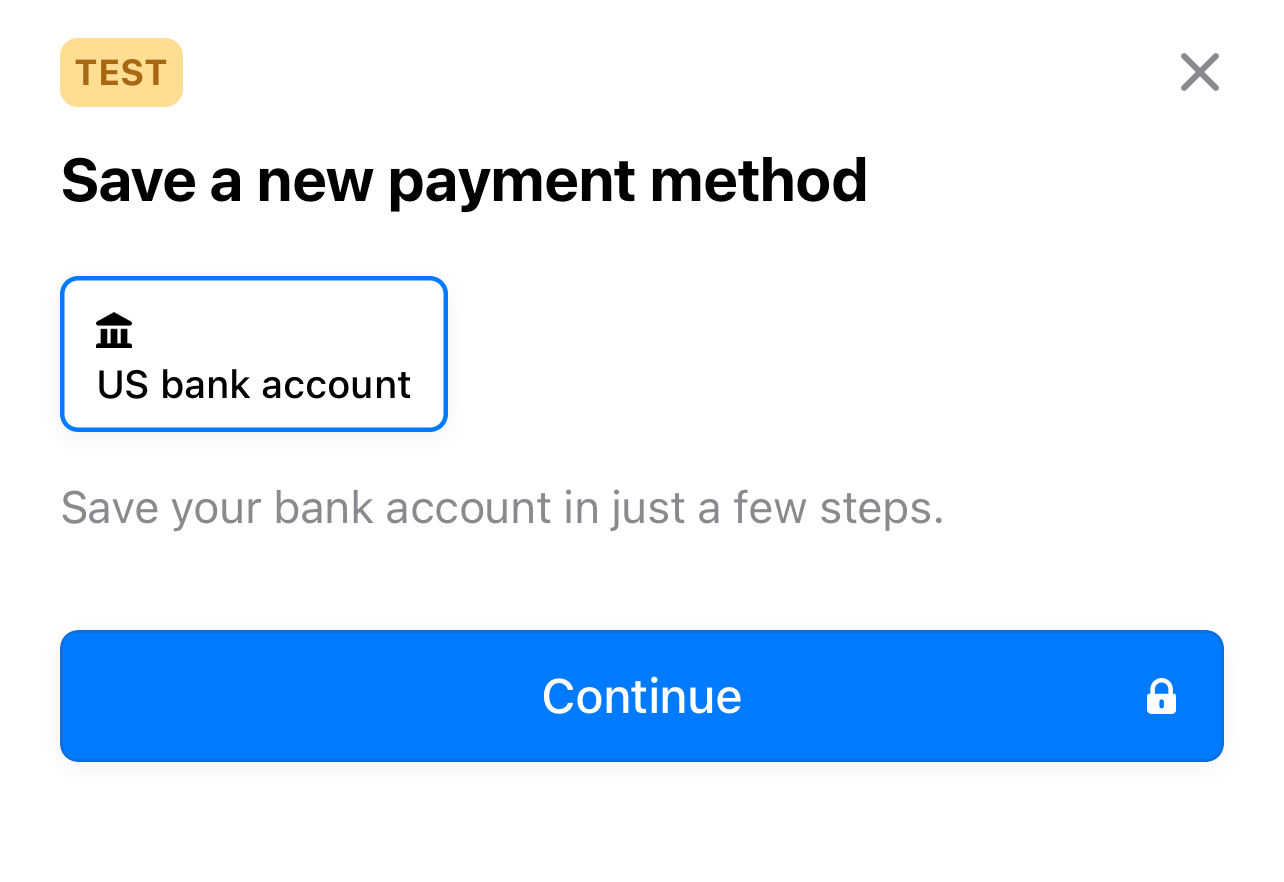 TEST
Save a new payment method
US bank account
Save your bank account in just a few steps.
Continue